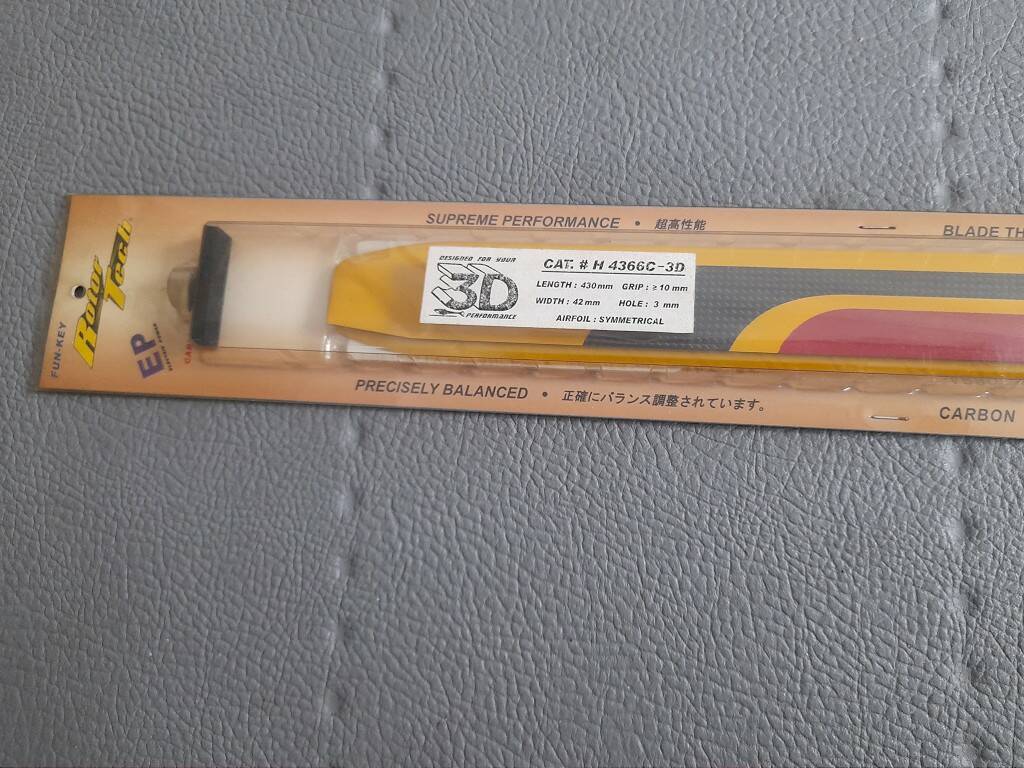 SUPREME PERFORMANCE • 超高性能
BLADE TH
FUN-KEY
Rotor
Tech
EP
CAR
DESIGNED FOR YOUR
3D
PERFORMANCE
CAT. # H 4366C-3D
LENGTH : 430mm GRIP : ≥ 10 mm
WIDTH : 42 mm HOLE : 3 mm
AIRFOIL : SYMMETRICAL
PRECISELY BALANCED • 正確にバランス調整されています。
CARBON